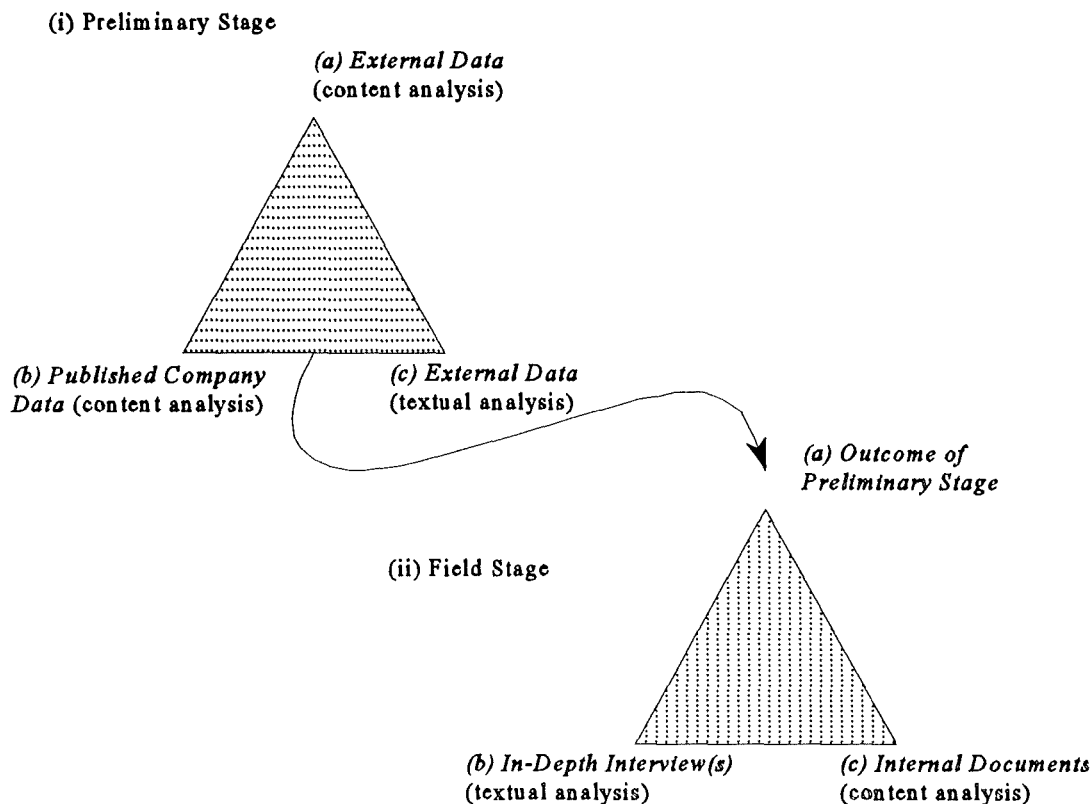 (i) Preliminary Stage
(a) External Data
(content analysis)
(b) Published Company
Data (content analysis)
(c) External Data
(textual analysis)
(a) Outcome of
Preliminary Stage
(ii) Field Stage
(b) In-Depth Interview(s)
(textual analysis)
(c) Internal Documents
(content analysis)